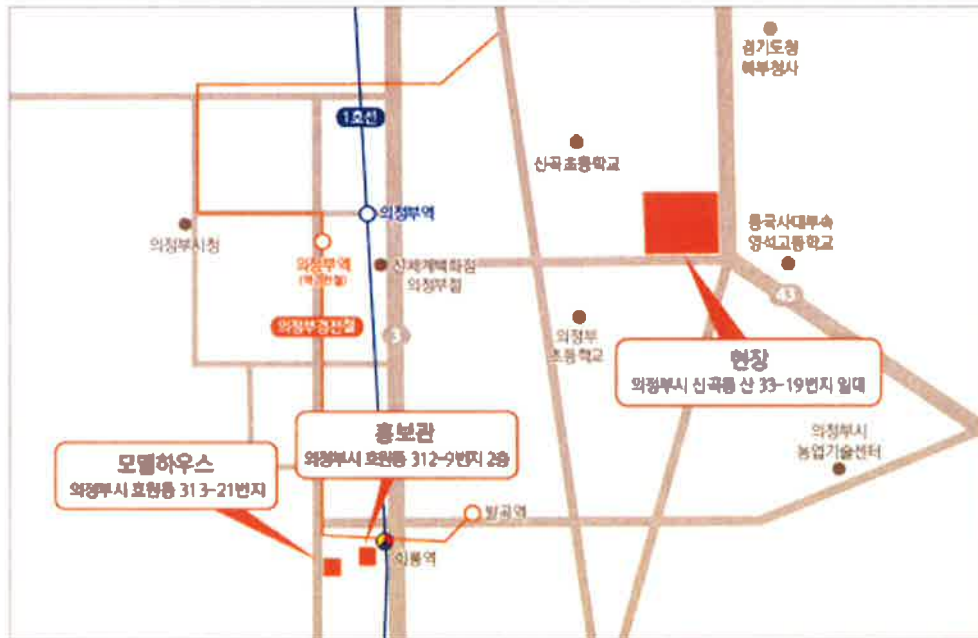 경기도청
북부청사
1호선
신곡초등학교
의정부역
동국사대부속
영석고등학교
의정부시청
의정부역
신세계백화점
의정부점
43
의정부경전철
3
의정부
초등학교
현장
의정부시 신곡동 산 33-19번지 일대
홍보관
의정부시 호원동 312-9번지 2층
의정부시
농업기술센터
모델하우스
의정부시 호원동 313-21번지
발곡역
회룡역